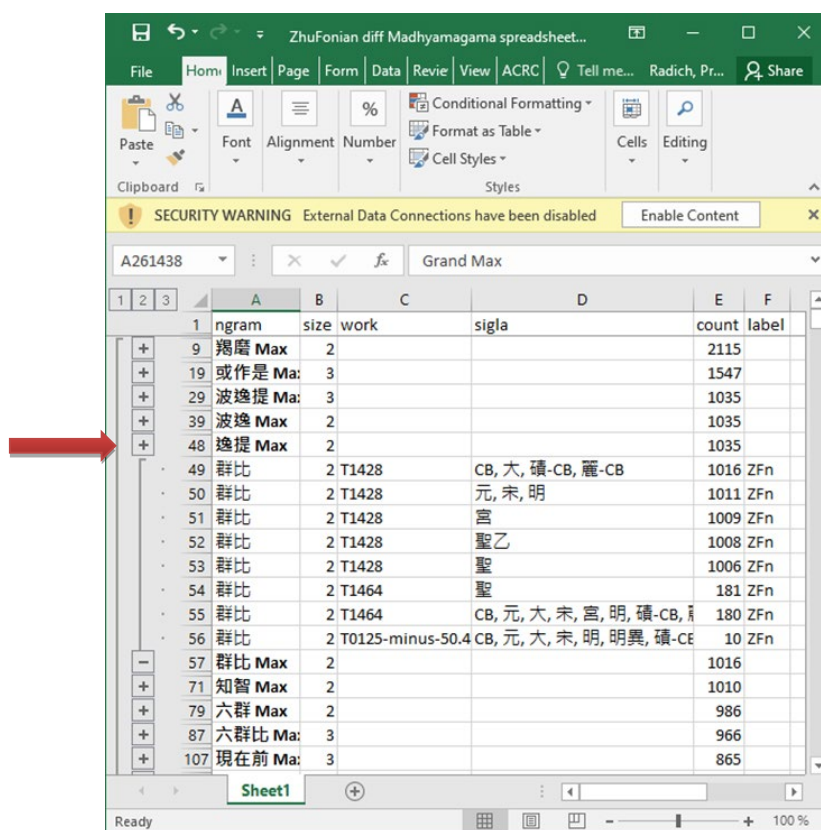 ZhuFonian diff Madhyamagama spreadsheet...
File Home Insert Page Form Data Revie View ACRC Tell me... Radich, Pr... Share
Paste Font Alignment Number Conditional Formatting Cells Editing
Format as Table
Cell Styles
Clipboard Styles
SECURITY WARNING External Data Connections have been disabled Enable Content
A261438 fx Grand Max
1 2 3 A B C D E F
1 ngram size work sigla count label
9 羯磨 Max 2 2115
19 或作是 Max 3 1547
29 波逸提 Max 3 1035
39 波逸 Max 2 1035
48 逸提 Max 2 1035
49 群比 2 T1428 CB, 大, 磧-CB, 麗-CB 1016 ZFn
50 群比 2 T1428 元, 宋, 明 1011 ZFn
51 群比 2 T1428 宮 1009 ZFn
52 群比 2 T1428 聖乙 1008 ZFn
53 群比 2 T1428 聖 1006 ZFn
54 群比 2 T1464 聖 181 ZFn
55 群比 2 T1464 CB, 元, 大, 宋, 宮, 明, 磧-CB, 180 ZFn
56 群比 2 T0125-minus-50.4 CB, 元, 大, 宋, 明, 明異, 磧-CB 10 ZFn
57 群比 Max 2 1016
71 知智 Max 2 1010
79 六群 Max 2 986
87 六群比 Max 3 966
107 現在前 Max 3 865
Sheet1
Ready 100 %